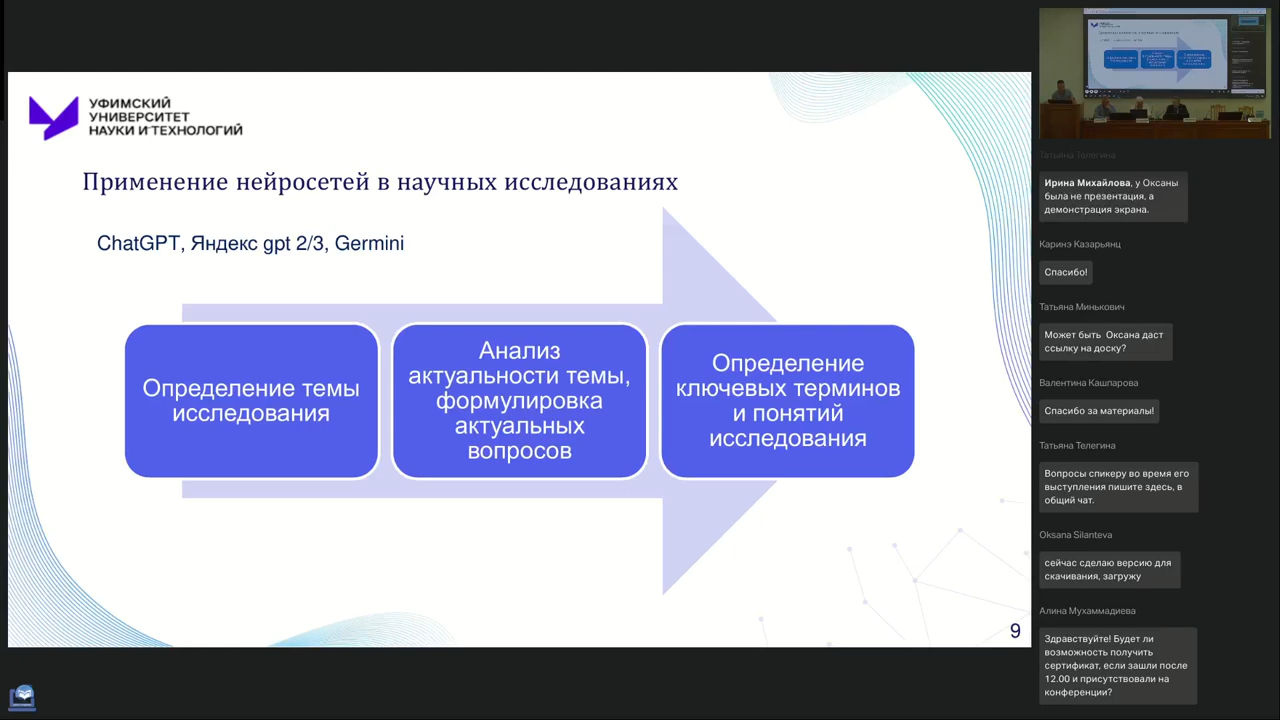 УФИМСКИЙ
УНИВЕРСИТЕТ
НАУКИ И ТЕХНОЛОГИЙ
Применение нейросетей в научных исследованиях
ChatGPT, Яндекс gpt 2/3, Germini
Определение темы
исследования
Анализ
актуальности темы,
формулировка
актуальных
вопросов
Определение
ключевых терминов
и понятий
исследования
9
Татьяна Телегина
Ирина Михайлова, у Оксаны
была не презентация, а
демонстрация экрана.
Каринэ Казарьянц
Спасибо!
Татьяна Минькович
Может быть Оксана даст
ссылку на доску?
Валентина Кашпарова
Спасибо за материалы!
Татьяна Телегина
Вопросы спикеру во время его
выступления пишите здесь, в
общий чат.
Oksana Silanteva
сейчас сделаю версию для
скачивания, загружу
Алина Мухаммадиева
Здравствуйте! Будет ли
возможность получить
сертификат, если зашли после
12.00 и присутствовали на
конференции?